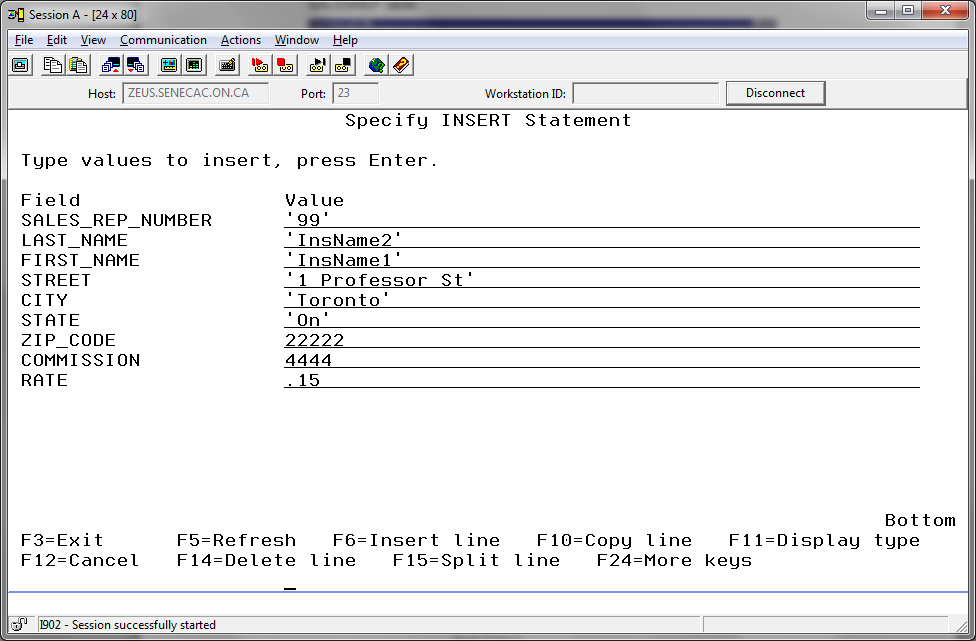 Session A - [24 x 80]
File Edit View Communication Actions Window Help
Host: ZEUS.SENECAC.ON.CA Port: 23 Workstation ID: Disconnect
Specify INSERT Statement
Type values to insert, press Enter.
Field Value
SALES_REP_NUMBER '99'
LAST_NAME 'InsName2'
FIRST_NAME 'InsName1'
STREET '1 Professor St'
CITY 'Toronto'
STATE 'On'
ZIP_CODE 22222
COMMISSION 4444
RATE .15
Bottom
F3=Exit F5=Refresh F6=Insert line F10=Copy line F11=Display type
F12=Cancel F14=Delete line F15=Split line F24=More keys
I902 - Session successfully started